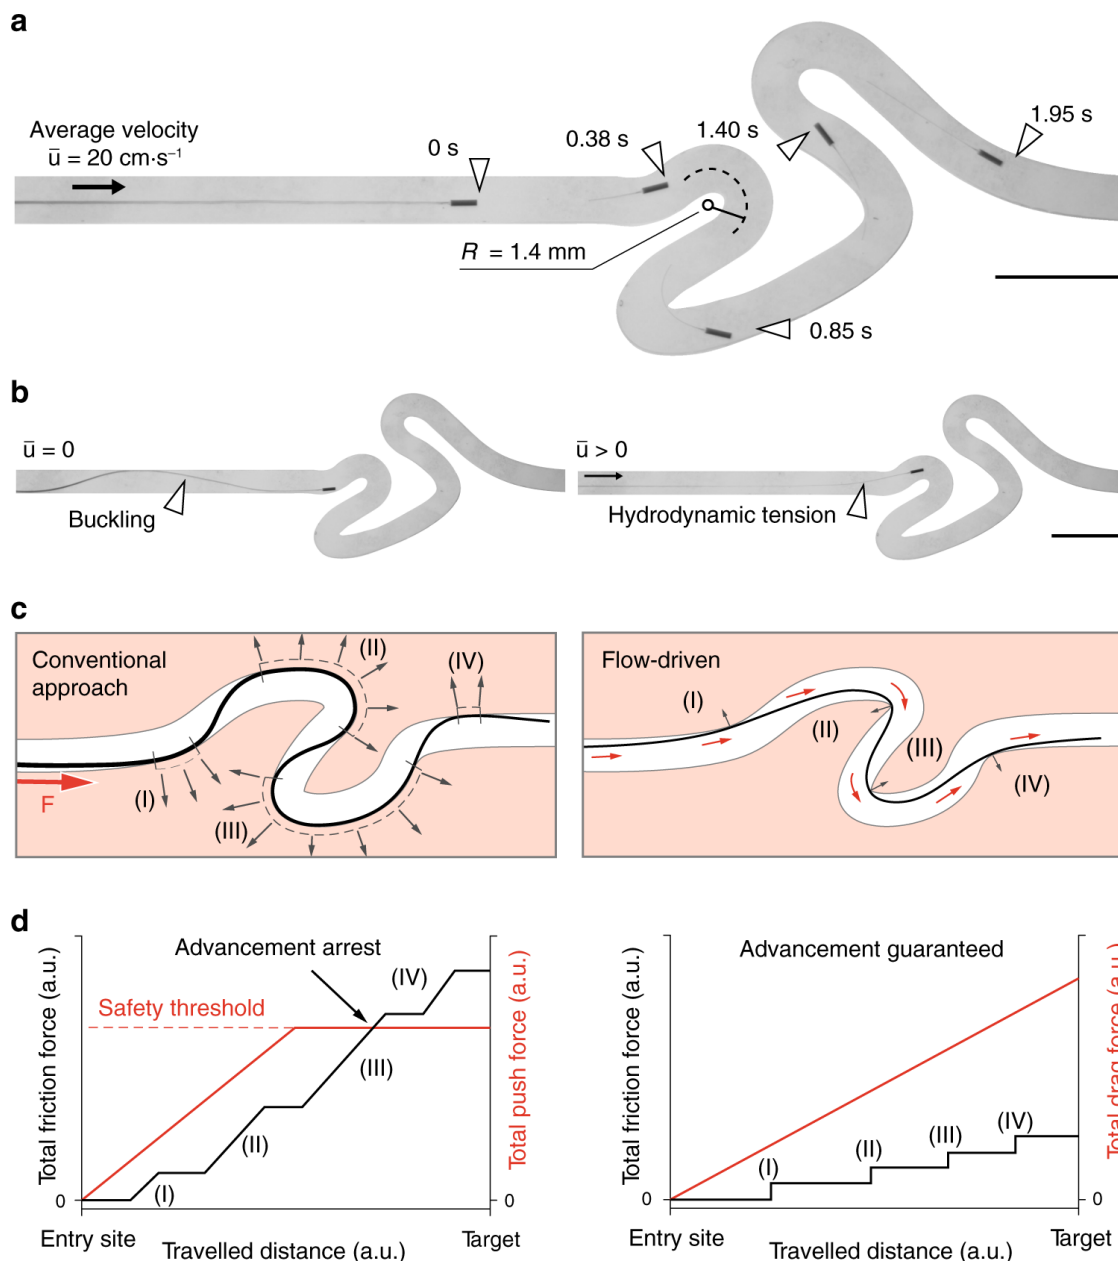 a
Average velocity
ū = 20 cm·s⁻¹
0 s
0.38 s
1.40 s
1.95 s
R = 1.4 mm
0.85 s
b
ū = 0
Buckling
ū > 0
Hydrodynamic tension
c
Conventional
approach
(I)
(II)
(III)
(IV)
F
Flow-driven
(I)
(II)
(III)
(IV)
d
Total friction force (a.u.)
Advancement arrest
Safety threshold
(I)
(II)
(III)
(IV)
Total push force (a.u.)
0
0
Entry site
Travelled distance (a.u.)
Target
Total friction force (a.u.)
Advancement guaranteed
(I)
(II)
(III)
(IV)
Total drag force (a.u.)
0
0
Entry site
Travelled distance (a.u.)
Target